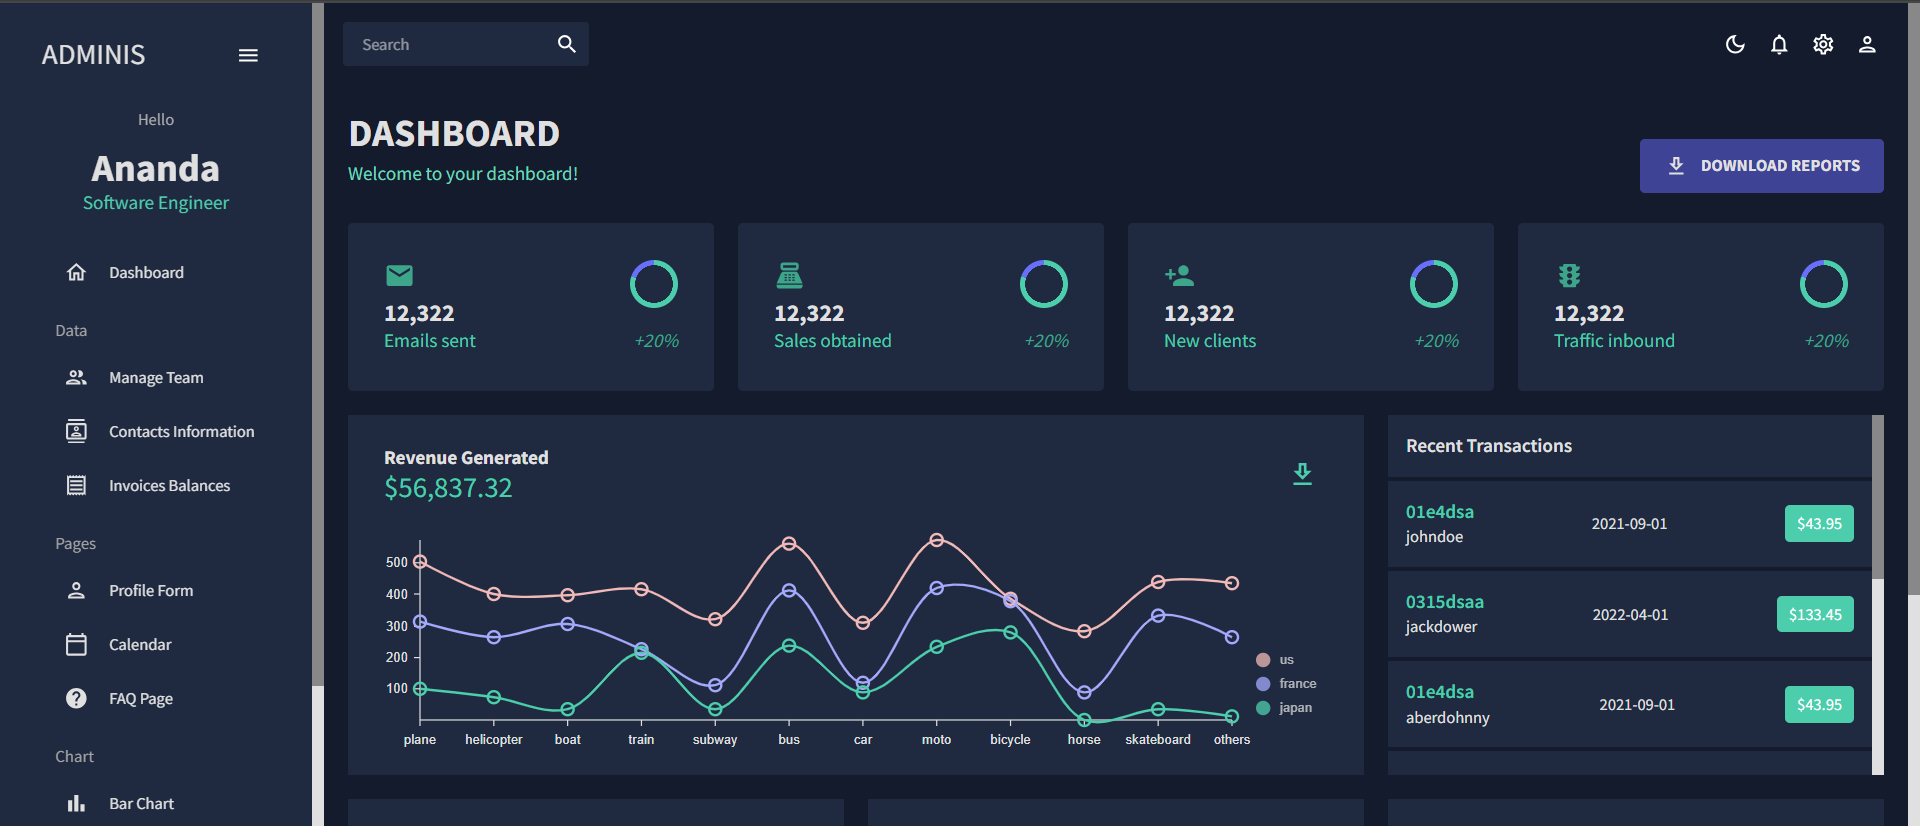 ADMINIS
Hello
Ananda
Software Engineer
Dashboard
Data
Manage Team
Contacts Information
Invoices Balances
Pages
Profile Form
Calendar
FAQ Page
Chart
Bar Chart
Search
DASHBOARD
Welcome to your dashboard!
DOWNLOAD REPORTS
12,322
Emails sent
+20%
12,322
Sales obtained
+20%
12,322
New clients
+20%
12,322
Traffic inbound
+20%
Revenue Generated
$56,837.32
500
400
300
200
100
plane helicopter boat train subway bus car moto bicycle horse skateboard others
us
france
japan
Recent Transactions
01e4dsa
johndoe
2021-09-01
$43.95
0315dsaa
jackdower
2022-04-01
$133.45
01e4dsa
aberdohnny
2021-09-01
$43.95